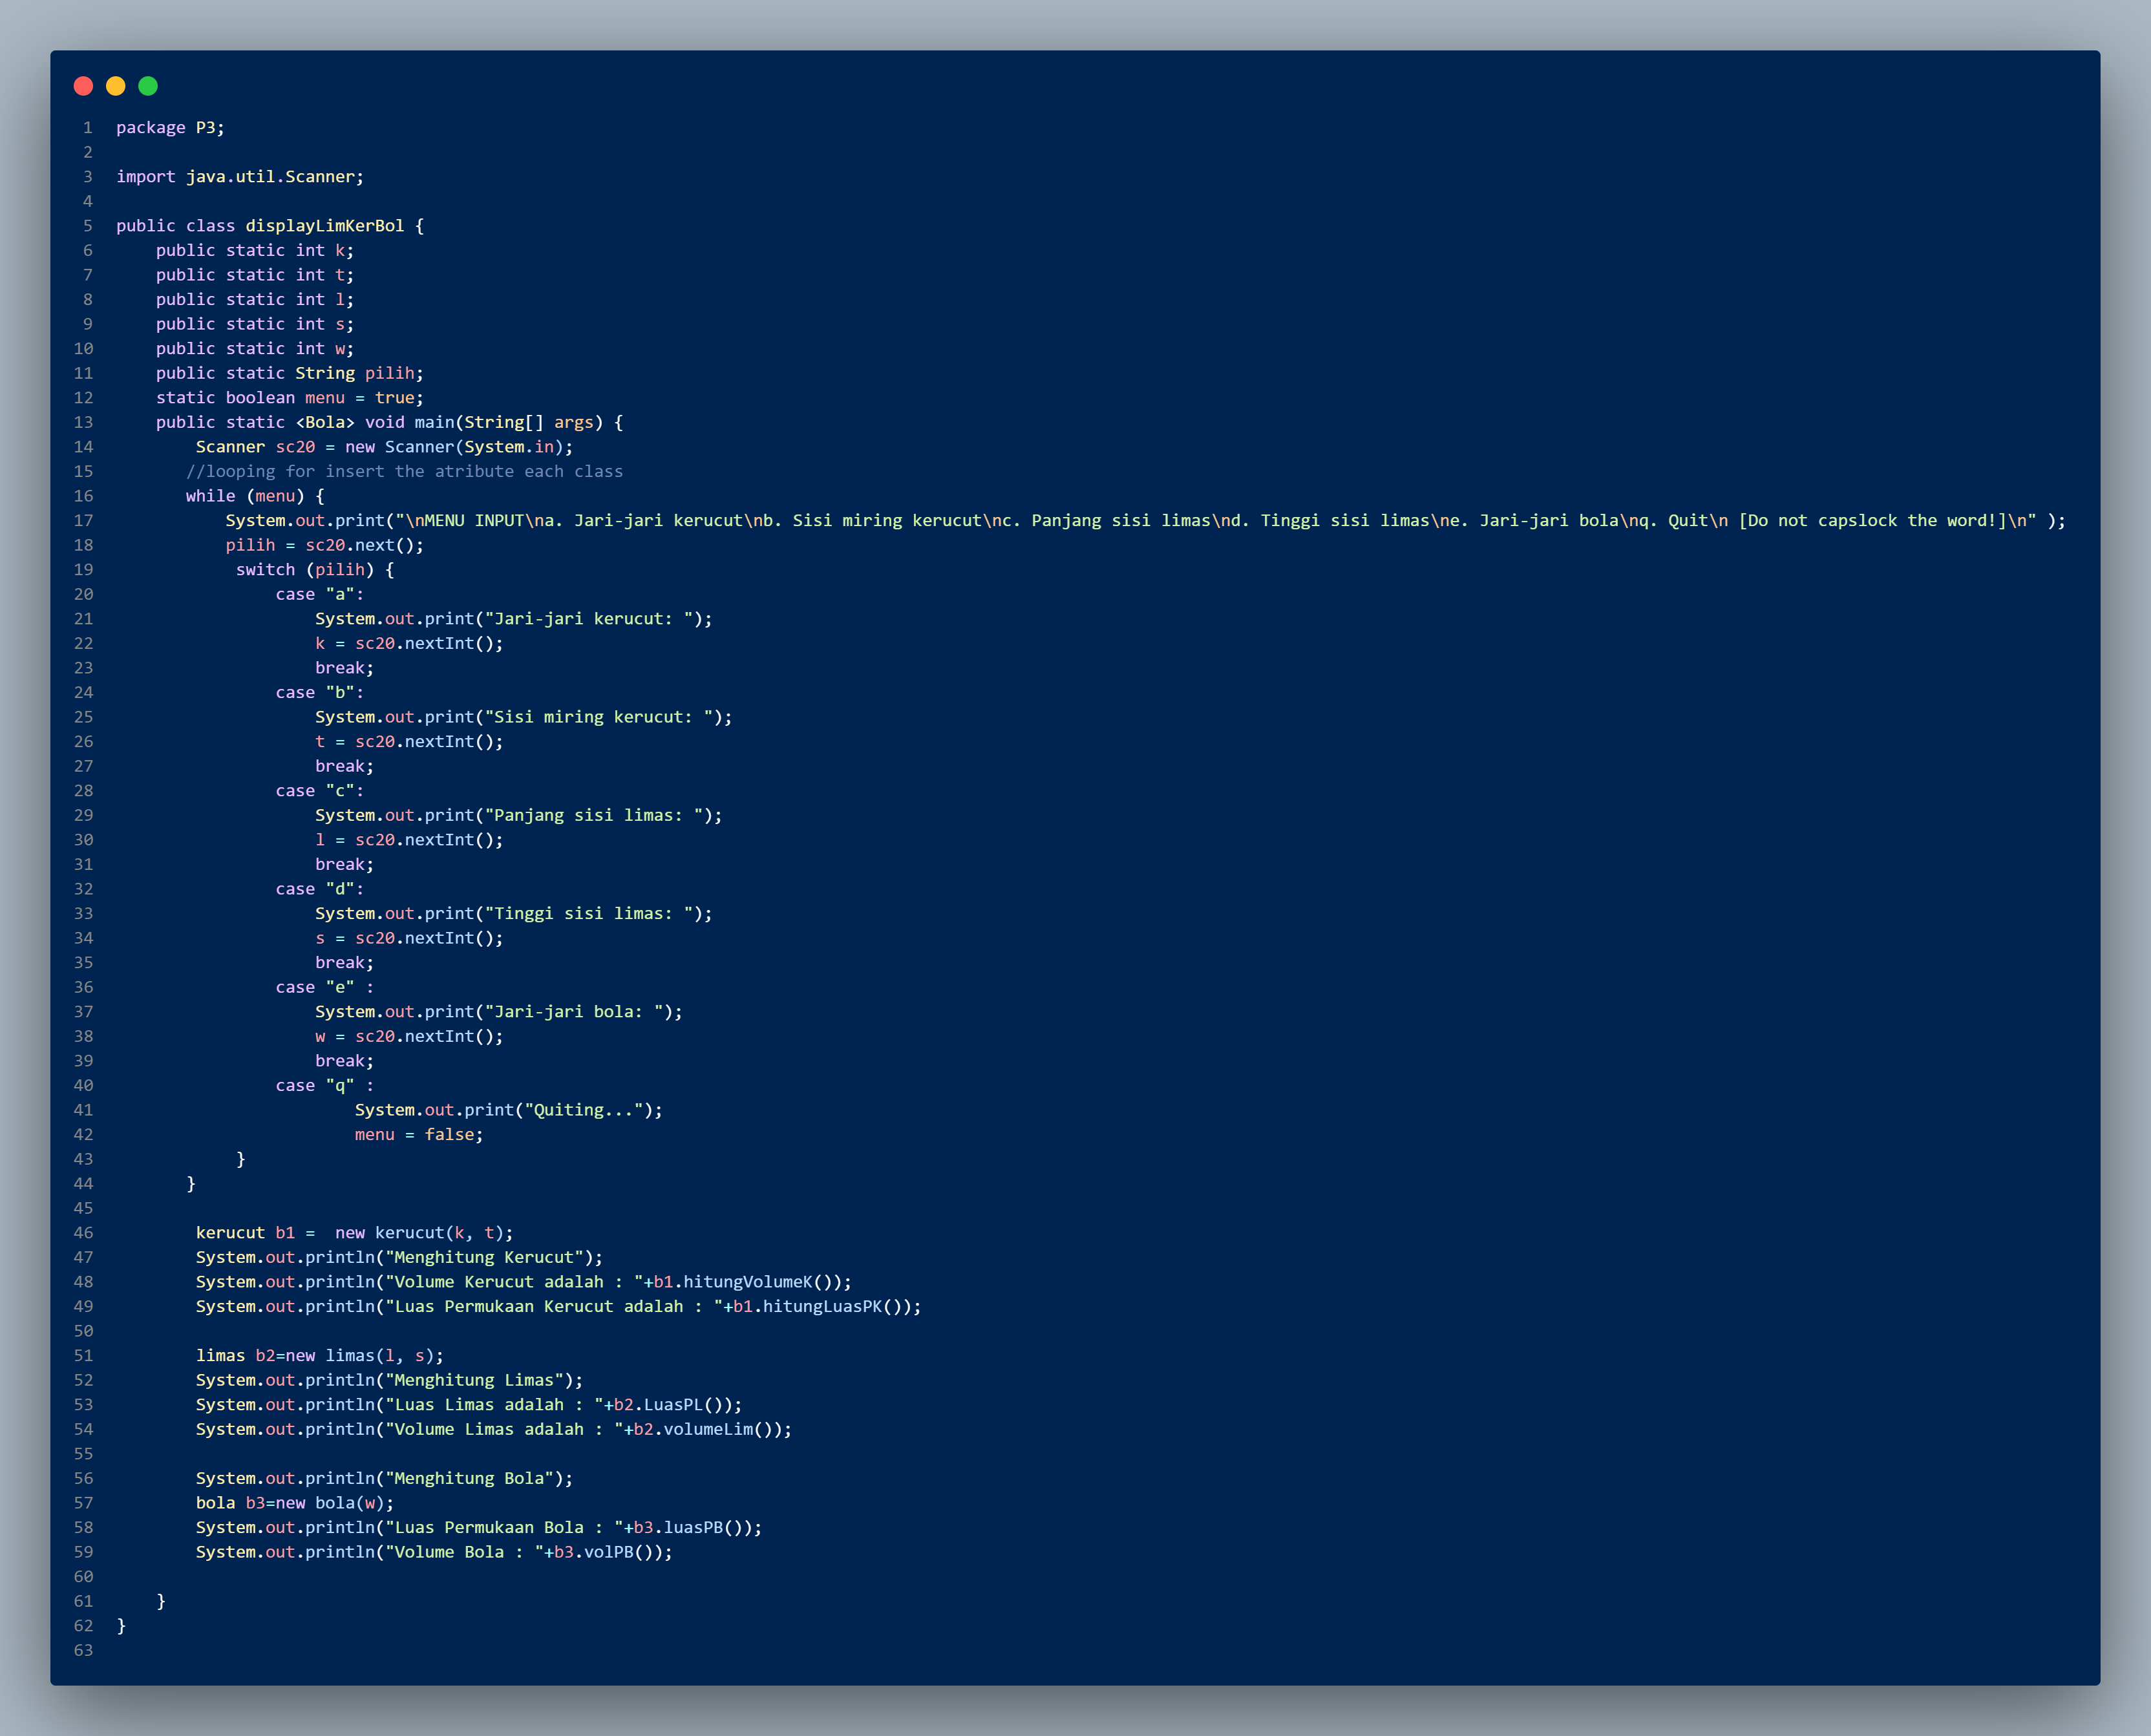 1 package P3;
2
3 import java.util.Scanner;
4
5 public class displayLimKerBol {
6     public static int k;
7     public static int t;
8     public static int l;
9     public static int s;
10     public static int w;
11     public static String pilih;
12     static boolean menu = true;
13     public static <Bola> void main(String[] args) {
14         Scanner sc20 = new Scanner(System.in);
15        //looping for insert the atribute each class
16        while (menu) {
17            System.out.print("\nMENU INPUT\na. Jari-jari kerucut\nb. Sisi miring kerucut\nc. Panjang sisi limas\nd. Tinggi sisi limas\ne. Jari-jari bola\nq. Quit\n [Do not capslock the word!]\n" );
18            pilih = sc20.next();
19             switch (pilih) {
20                 case "a":
21                     System.out.print("Jari-jari kerucut: ");
22                     k = sc20.nextInt();
23                     break;
24                 case "b":
25                     System.out.print("Sisi miring kerucut: ");
26                     t = sc20.nextInt();
27                     break;
28                 case "c":
29                     System.out.print("Panjang sisi limas: ");
30                     l = sc20.nextInt();
31                     break;
32                 case "d":
33                     System.out.print("Tinggi sisi limas: ");
34                     s = sc20.nextInt();
35                     break;
36                 case "e" :
37                     System.out.print("Jari-jari bola: ");
38                     w = sc20.nextInt();
39                     break;
40                 case "q" :
41                         System.out.print("Quiting...");
42                         menu = false;
43             }
44        }
45
46         kerucut b1 =  new kerucut(k, t);
47         System.out.println("Menghitung Kerucut");
48         System.out.println("Volume Kerucut adalah : "+b1.hitungVolumeK());
49         System.out.println("Luas Permukaan Kerucut adalah : "+b1.hitungLuasPK());
50
51         limas b2=new limas(l, s);
52         System.out.println("Menghitung Limas");
53         System.out.println("Luas Limas adalah : "+b2.LuasPL());
54         System.out.println("Volume Limas adalah : "+b2.volumeLim());
55
56         System.out.println("Menghitung Bola");
57         bola b3=new bola(w);
58         System.out.println("Luas Permukaan Bola : "+b3.luasPB());
59         System.out.println("Volume Bola : "+b3.volPB());
60
61     }
62 }
63